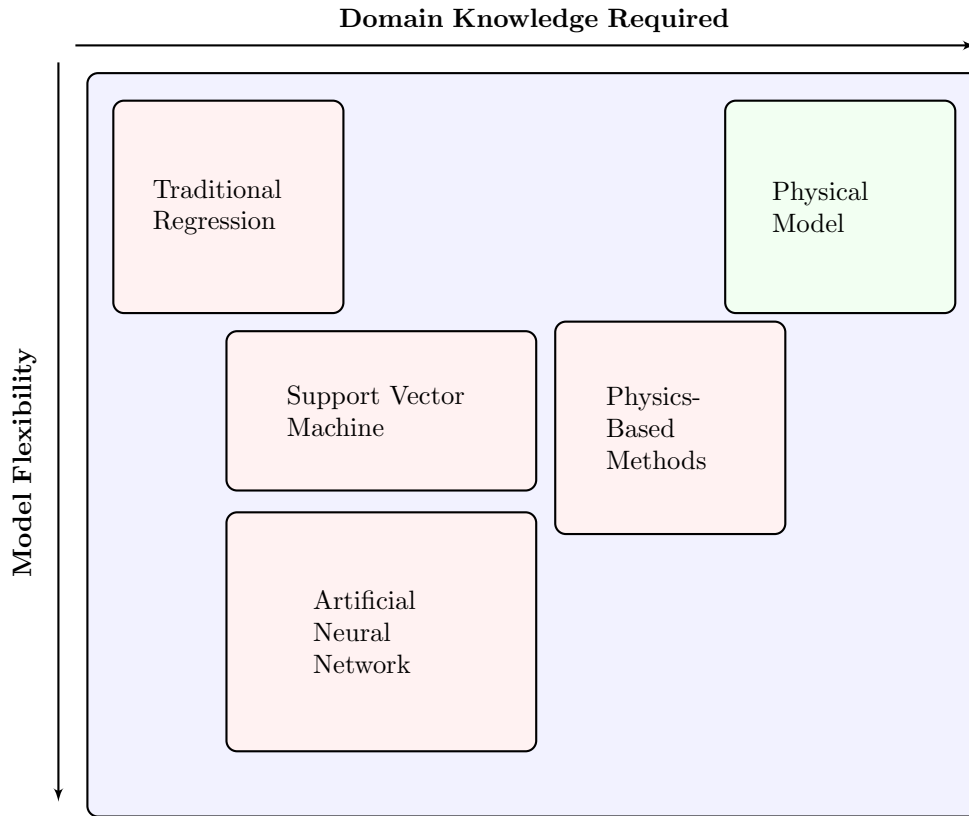 Domain Knowledge Required
Traditional
Regression
Physical
Model
Model Flexibility
Support Vector
Machine
Physics-
Based
Methods
Artificial
Neural
Network